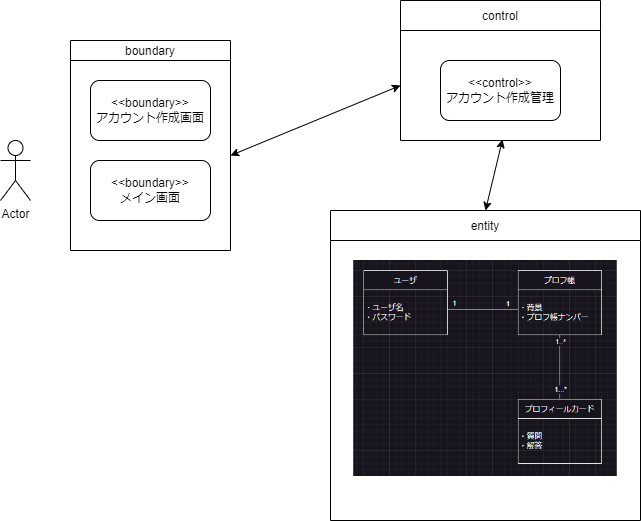 boundary
<<boundary>>
アカウント作成画面
<<boundary>>
メイン画面
Actor
control
<<control>>
アカウント作成管理
entity
ユーザ
・ユーザ名
・パスワード
1
1
プロフ帳
・背景
・プロフ帳ナンバー
1..*
1...*
プロフィールカード
・質問
・解答